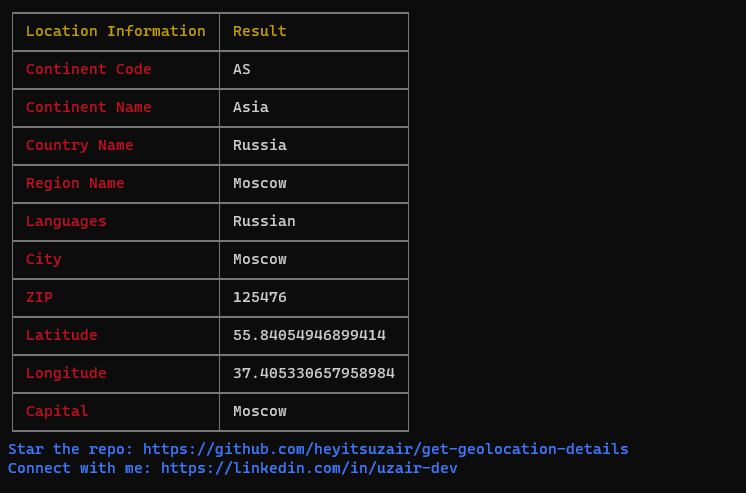 Location Information Result
Continent Code AS
Continent Name Asia
Country Name Russia
Region Name Moscow
Languages Russian
City Moscow
ZIP 125476
Latitude 55.84054946899414
Longitude 37.405330657958984
Capital Moscow
Star the repo: https://github.com/heyitsuzair/get-geolocation-details
Connect with me: https://linkedin.com/in/uzair-dev